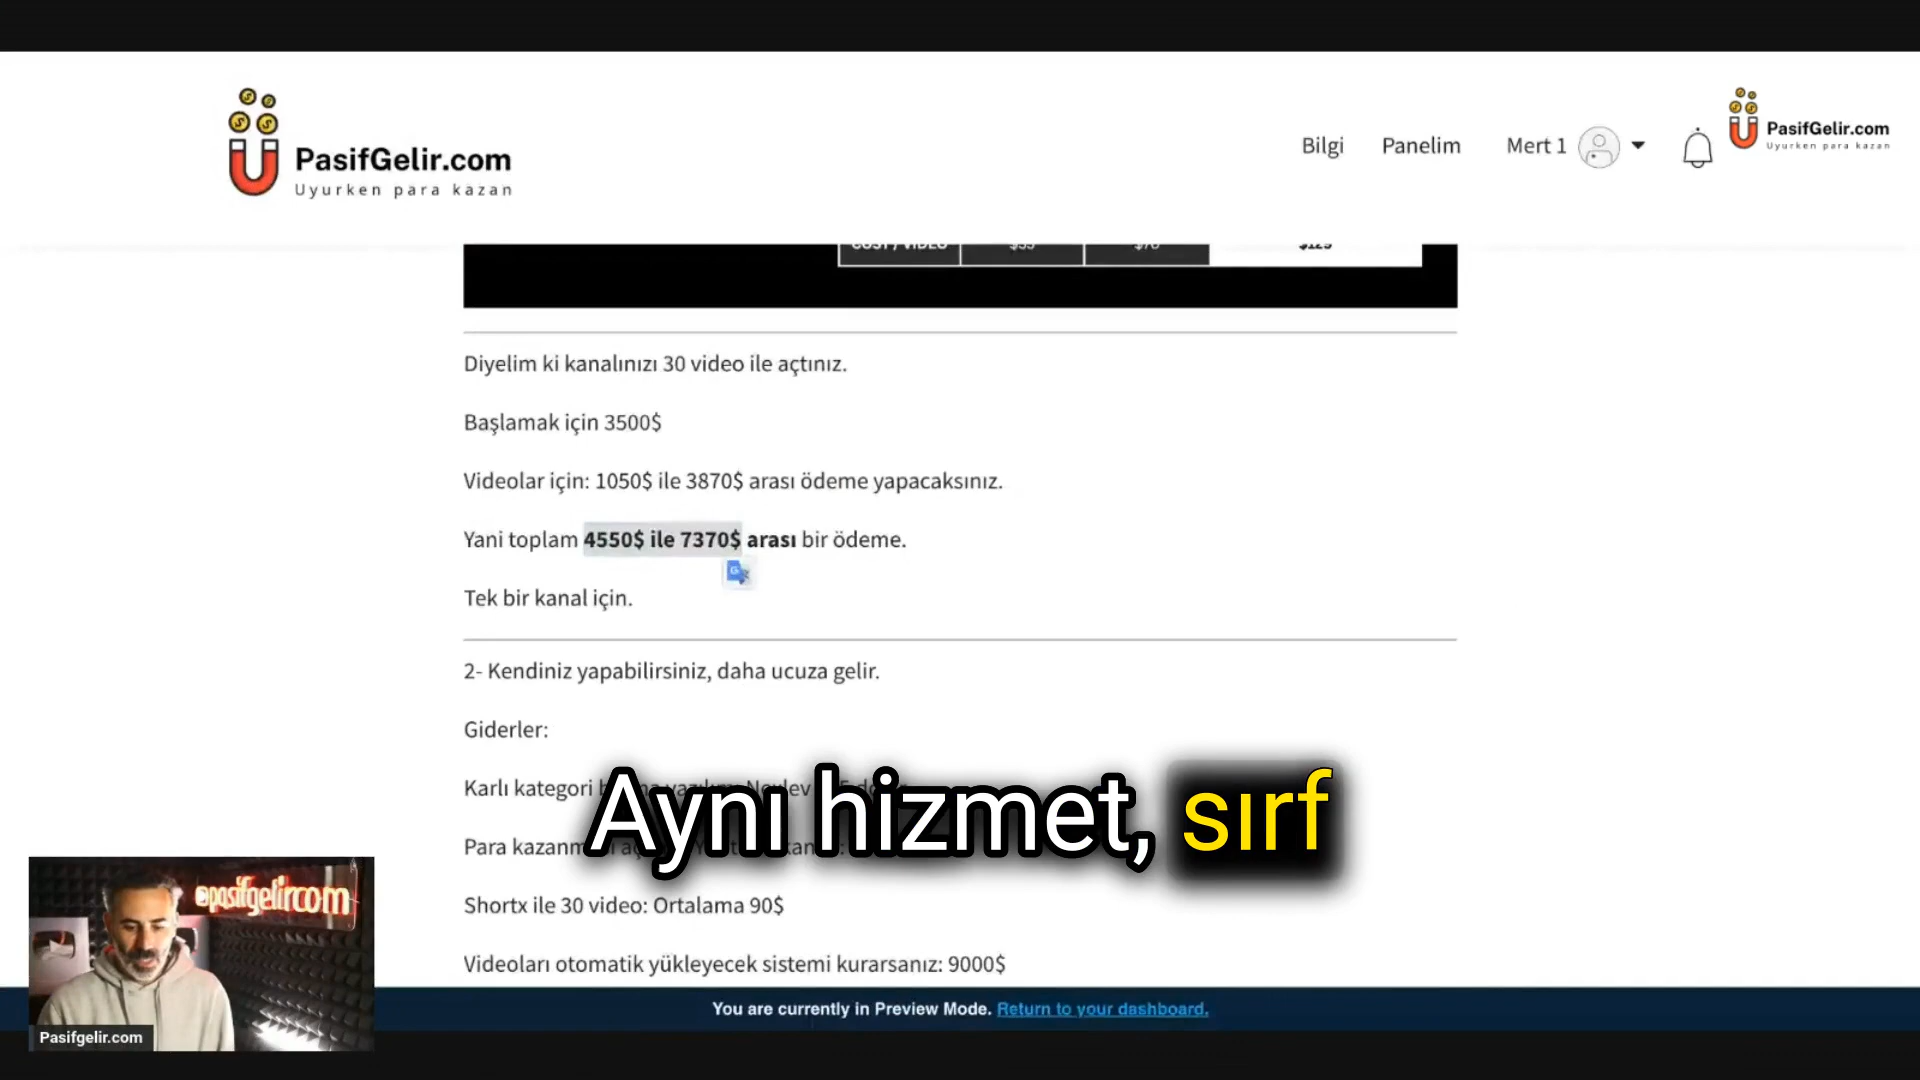 PasifGelir.com
Uyurken para kazan
Bilgi
Panelim
Mert 1
PasifGelir.com
Uyurken para kazan
COST / VIDEO
$129
Diyelim ki kanalınızı 30 video ile açtınız.
Başlamak için 3500$
Videolar için: 1050$ ile 3870$ arası ödeme yapacaksınız.
Yani toplam 4550$ ile 7370$ arası bir ödeme.
Tek bir kanal için.
2- Kendiniz yapabilirsiniz, daha ucuza gelir.
Giderler:
Karlı kategori
Aynı hizmet, sırf
Para
Shortx ile 30 video: Ortalama 90$
Videoları otomatik yükleyecek sistemi kurarsanız: 9000$
@pasifgelircom
Pasifgelir.com
You are currently in Preview Mode. Return to your dashboard.